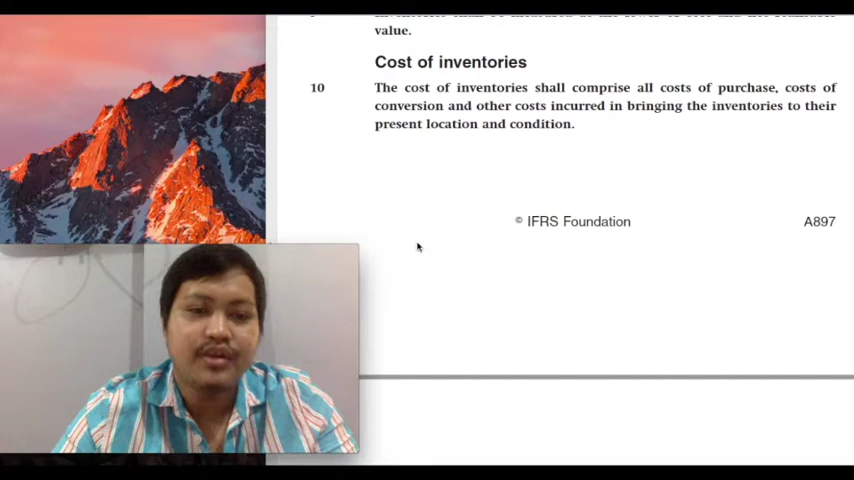 value.
Cost of inventories
10 The cost of inventories shall comprise all costs of purchase, costs of
conversion and other costs incurred in bringing the inventories to their
present location and condition.
© IFRS Foundation A897